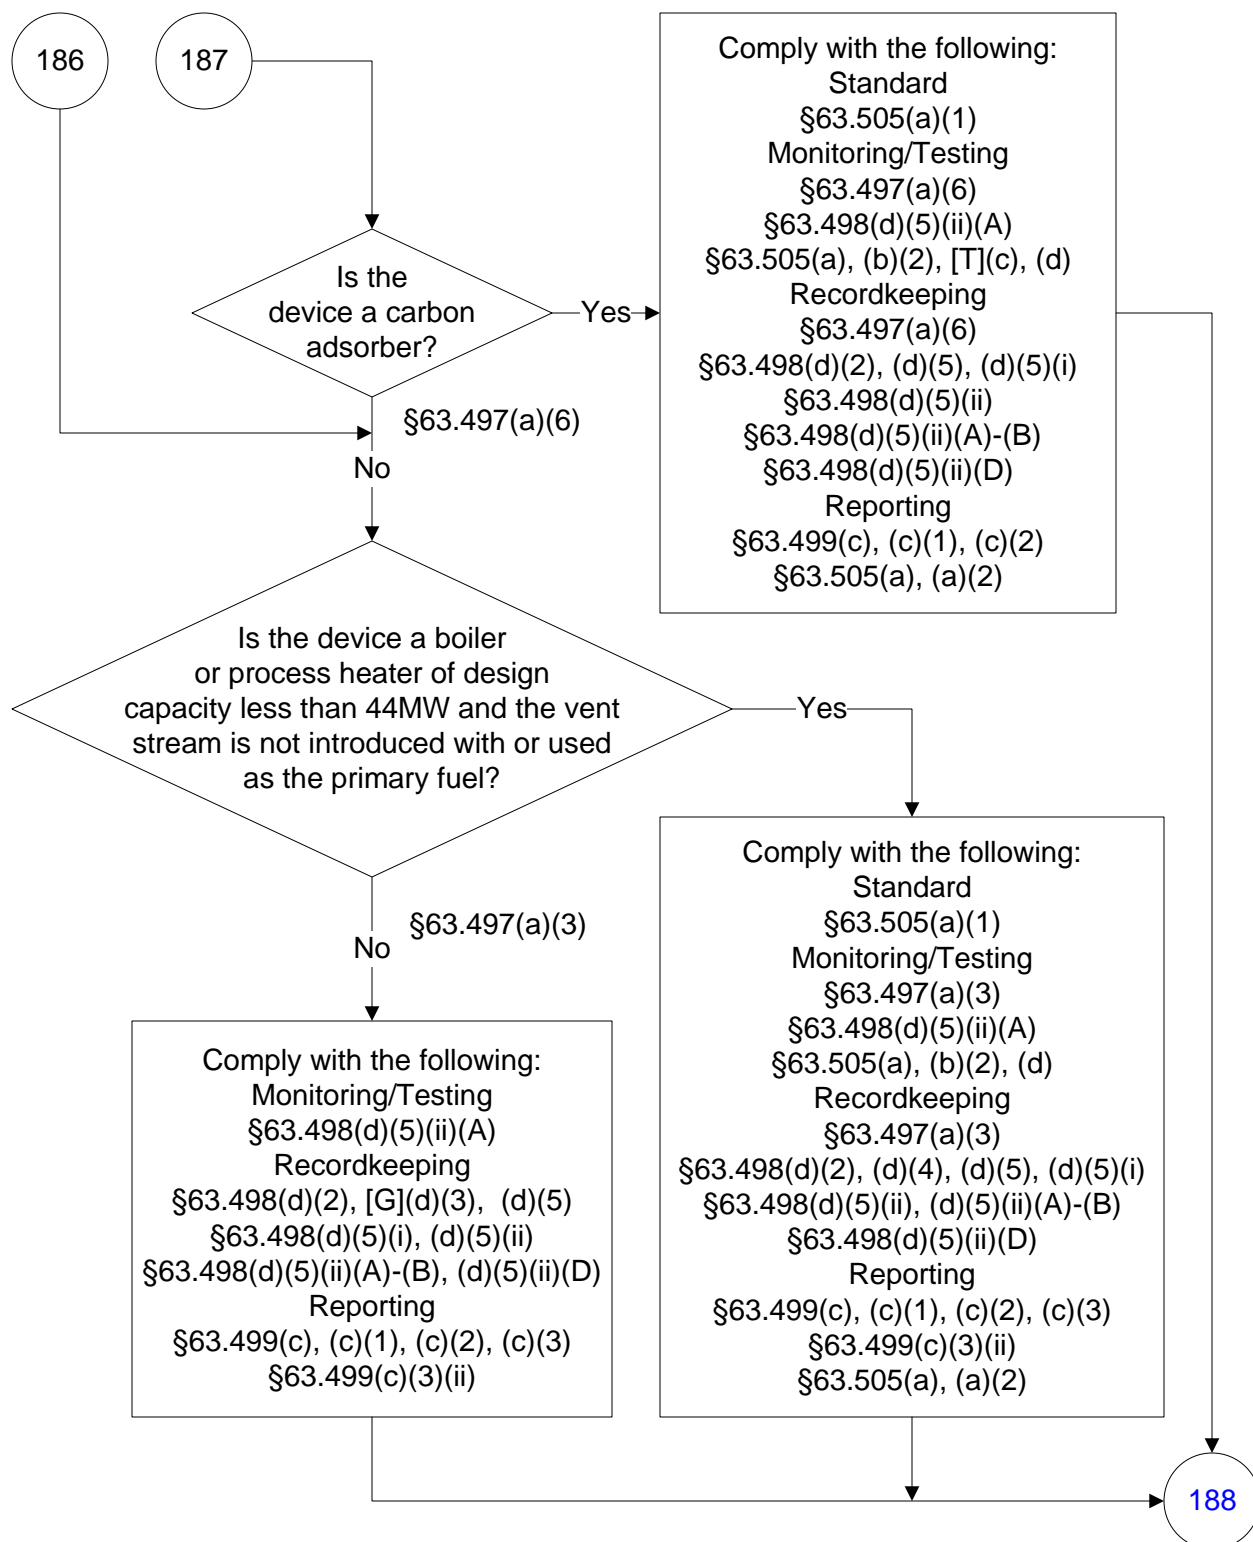 186
187
Comply with the following:
Standard
§63.505(a)(1)
Monitoring/Testing
§63.497(a)(6)
§63.498(d)(5)(ii)(A)
§63.505(a), (b)(2), [T](c), (d)
Recordkeeping
§63.497(a)(6)
§63.498(d)(2), (d)(5), (d)(5)(i)
§63.498(d)(5)(ii)
§63.498(d)(5)(ii)(A)-(B)
§63.498(d)(5)(ii)(D)
Reporting
§63.499(c), (c)(1), (c)(2)
§63.505(a), (a)(2)
Is the
device a carbon
adsorber?
Yes
§63.497(a)(6)
No
Is the device a boiler
or process heater of design
capacity less than 44MW and the vent
stream is not introduced with or used
as the primary fuel?
Yes
§63.497(a)(3)
No
Comply with the following:
Standard
§63.505(a)(1)
Monitoring/Testing
§63.497(a)(3)
§63.498(d)(5)(ii)(A)
§63.505(a), (b)(2), (d)
Recordkeeping
§63.497(a)(3)
§63.498(d)(2), (d)(4), (d)(5), (d)(5)(i)
§63.498(d)(5)(ii), (d)(5)(ii)(A)-(B)
§63.498(d)(5)(ii)(D)
Reporting
§63.499(c), (c)(1), (c)(2), (c)(3)
§63.499(c)(3)(ii)
§63.505(a), (a)(2)
Comply with the following:
Monitoring/Testing
§63.498(d)(5)(ii)(A)
Recordkeeping
§63.498(d)(2), [G](d)(3), (d)(5)
§63.498(d)(5)(i), (d)(5)(ii)
§63.498(d)(5)(ii)(A)-(B), (d)(5)(ii)(D)
Reporting
§63.499(c), (c)(1), (c)(2), (c)(3)
§63.499(c)(3)(ii)
188